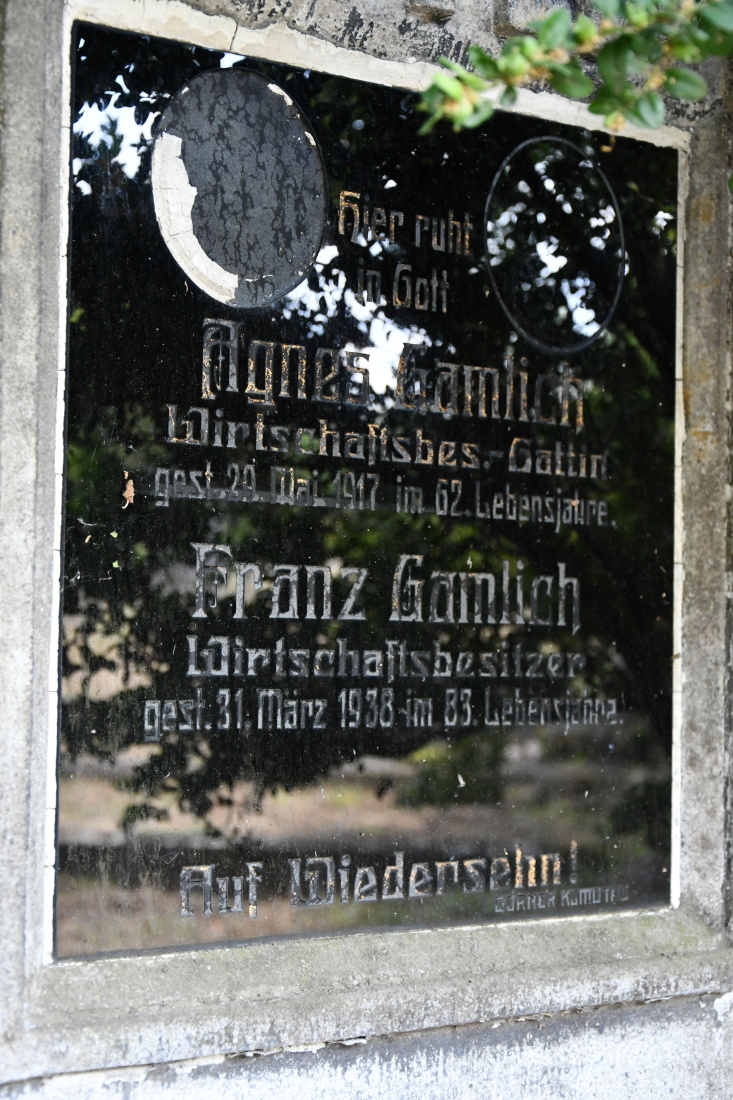 Hier ruht
in Gott
Agnes Gamlich
Wirtschaftsbes.-Gattin
gest. 29. Mai 1917 im 62. Lebensjahre.
Franz Gamlich
Wirtschaftsbesitzer
gest. 31. März 1938 im 83. Lebensjahre.
Auf Wiedersehn!
KOMOTAU